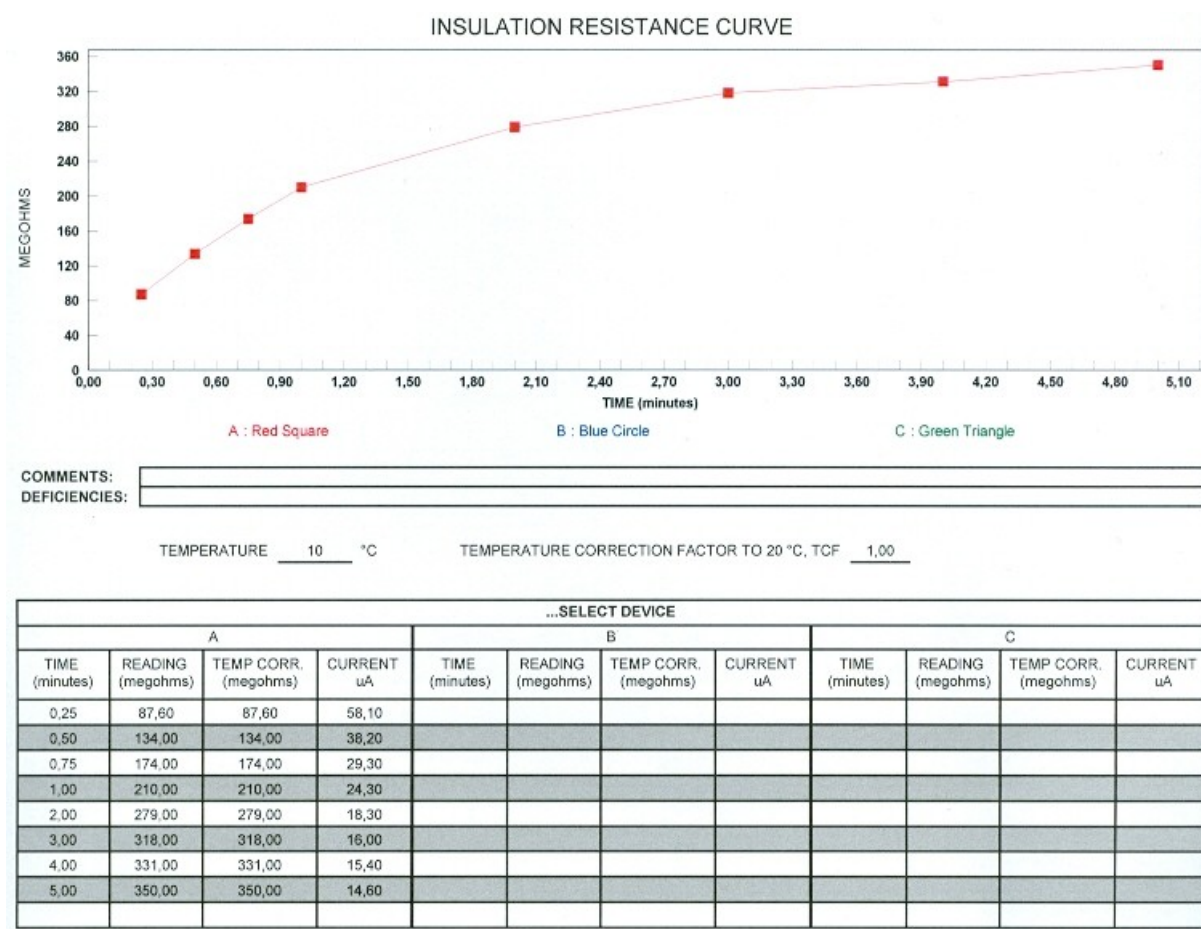 INSULATION RESISTANCE CURVE
360
320
280
240
200
160
120
80
40
0
MEGOHMS
0,00 0,30 0,60 0,90 1,20 1,50 1,80 2,10 2,40 2,70 3,00 3,30 3,60 3,90 4,20 4,50 4,80 5,10
TIME (minutes)
A : Red Square B : Blue Circle C : Green Triangle
COMMENTS:
DEFICIENCIES:
TEMPERATURE 10 °C TEMPERATURE CORRECTION FACTOR TO 20 °C, TCF 1,00
...SELECT DEVICE
A B C
TIME READING TEMP CORR. CURRENT TIME READING TEMP CORR. CURRENT TIME READING TEMP CORR. CURRENT
(minutes) (megohms) (megohms) uA (minutes) (megohms) (megohms) uA (minutes) (megohms) (megohms) uA
0,25 87,60 87,60 58,10
0,50 134,00 134,00 38,20
0,75 174,00 174,00 29,30
1,00 210,00 210,00 24,30
2,00 279,00 279,00 18,30
3,00 318,00 318,00 16,00
4,00 331,00 331,00 15,40
5,00 350,00 350,00 14,60